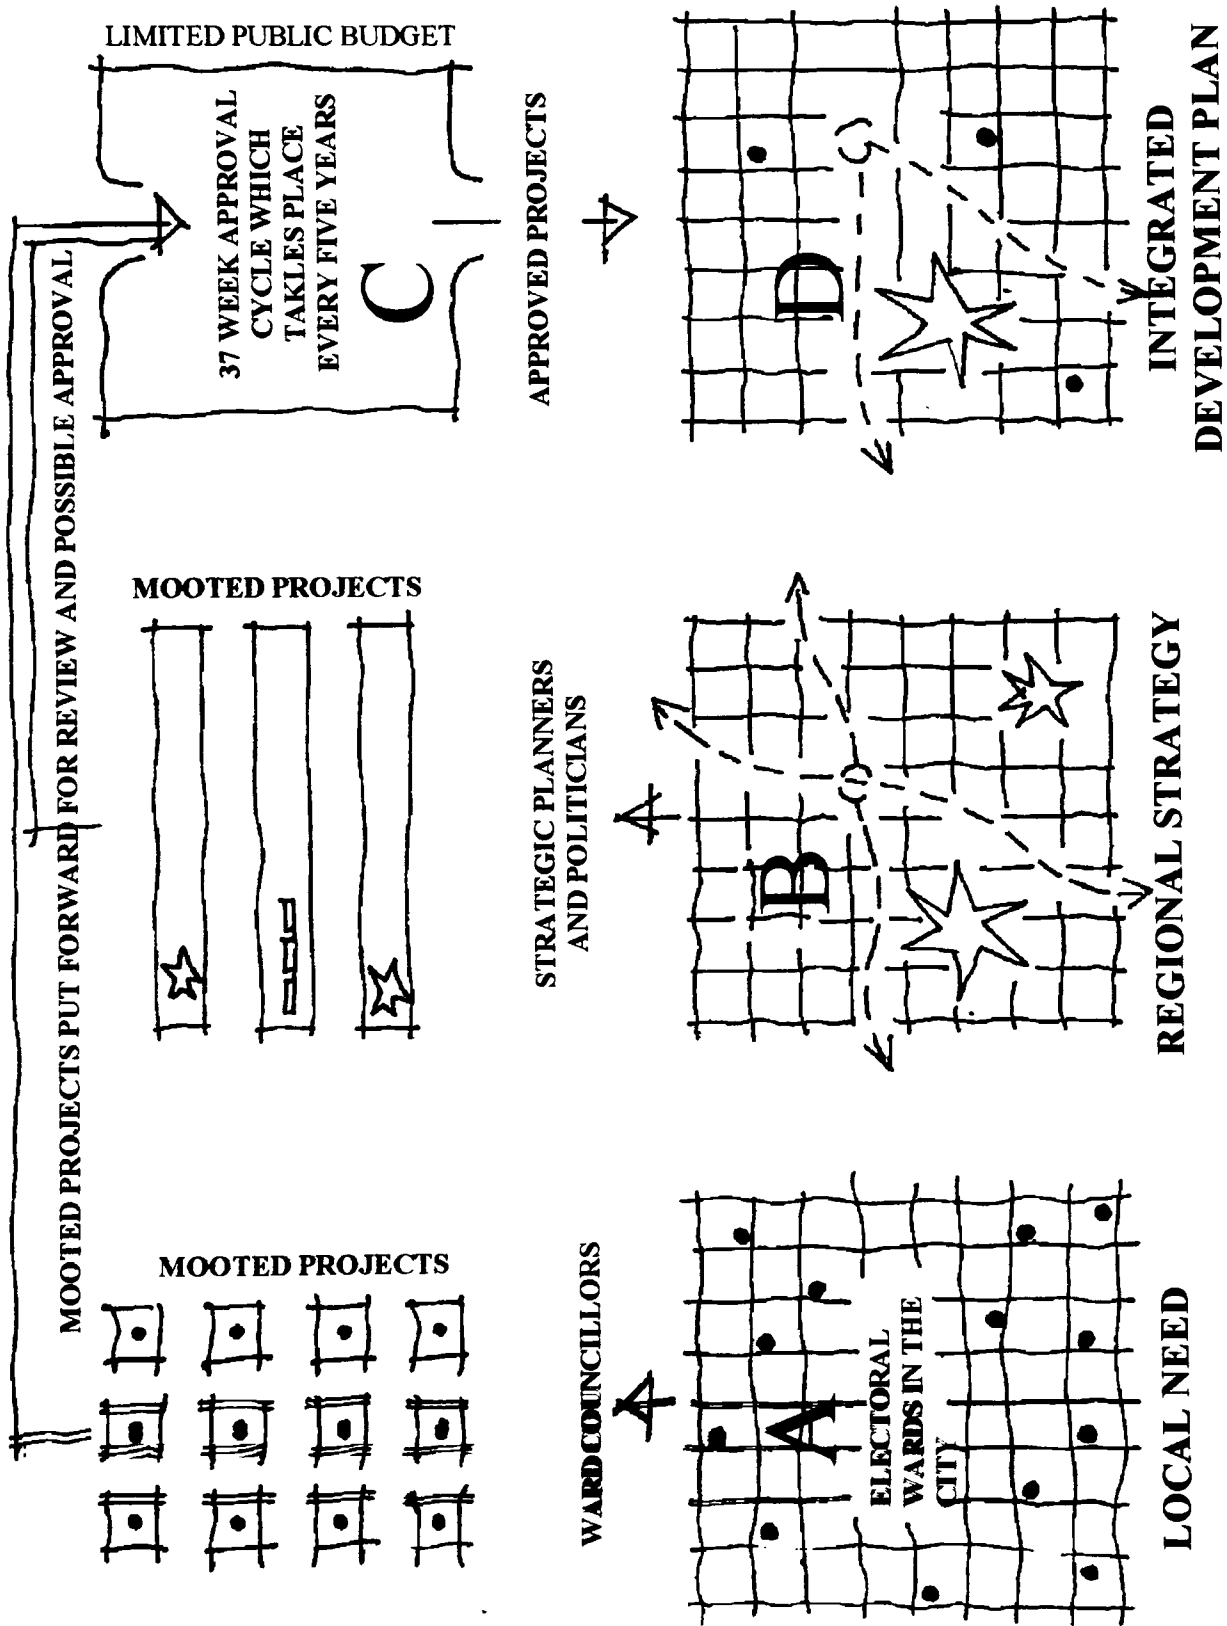 MOOTED PROJECTS PUT FORWARD FOR REVIEW AND POSSIBLE APPROVAL
MOOTED PROJECTS
MOOTED PROJECTS
LIMITED PUBLIC BUDGET
37 WEEK APPROVAL
CYCLE WHICH
TAKLES PLACE
EVERY FIVE YEARS
C
WARD COUNCILLORS
STRATEGIC PLANNERS
AND POLITICIANS
APPROVED PROJECTS
A
ELECTORAL
WARDS IN THE
CITY
B
D
LOCAL NEED
REGIONAL STRATEGY
INTEGRATED
DEVELOPMENT PLAN